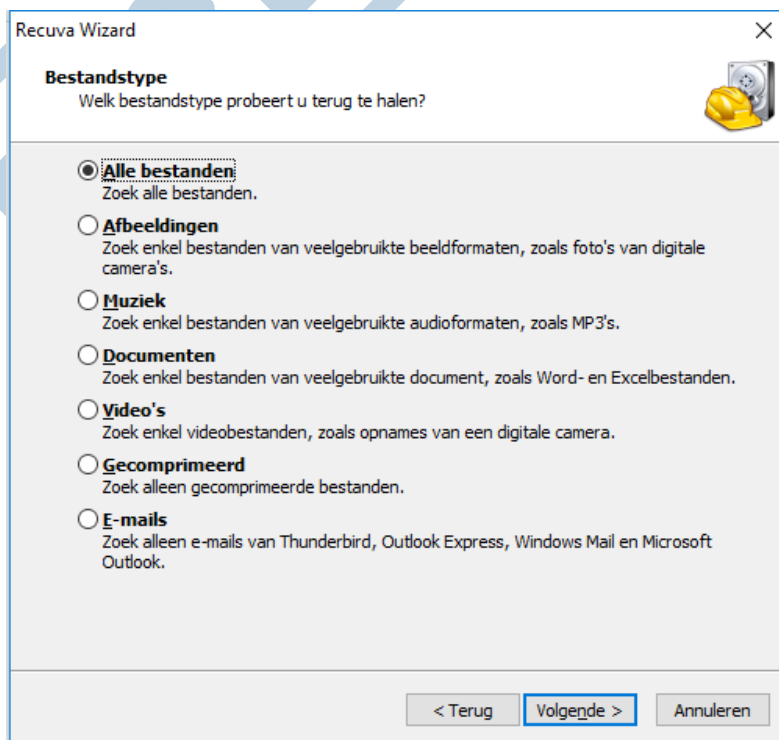 Recuva Wizard
Bestandstype
Welk bestandstype probeert u terug te halen?
Alle bestanden
Zoek alle bestanden.
Afbeeldingen
Zoek enkel bestanden van veelgebruikte beeldformaten, zoals foto's van digitale
camera's.
Muziek
Zoek enkel bestanden van veelgebruikte audioformaten, zoals MP3's.
Documenten
Zoek enkel bestanden van veelgebruikte document, zoals Word- en Excelbestanden.
Video's
Zoek enkel videobestanden, zoals opnames van een digitale camera.
Gecomprimeerd
Zoek alleen gecomprimeerde bestanden.
E-mails
Zoek alleen e-mails van Thunderbird, Outlook Express, Windows Mail en Microsoft
Outlook.
< Terug Volgende > Annuleren